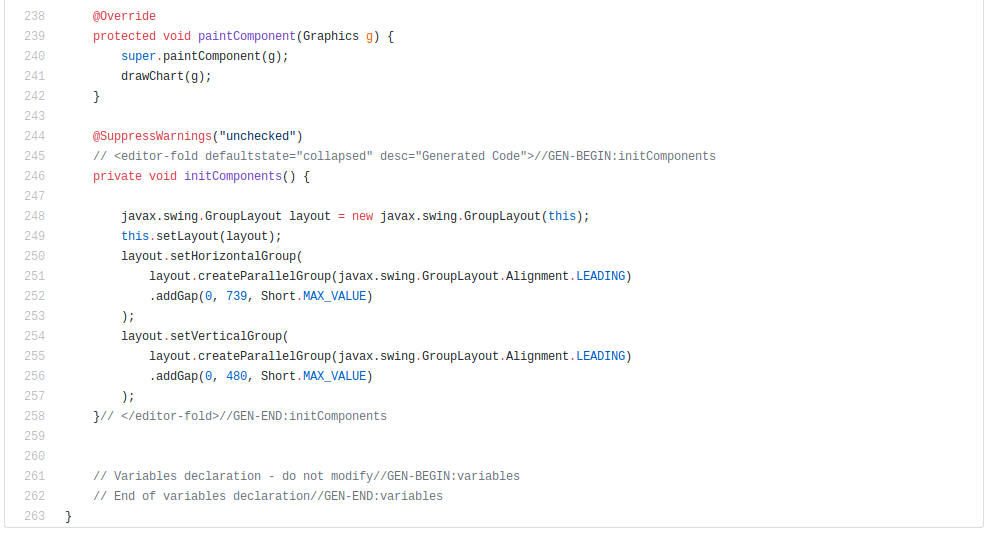 238 @Override
239 protected void paintComponent(Graphics g) {
240 super.paintComponent(g);
241 drawChart(g);
242 }
243
244 @SuppressWarnings("unchecked")
245 // <editor-fold defaultstate="collapsed" desc="Generated Code">//GEN-BEGIN:initComponents
246 private void initComponents() {
247
248 javax.swing.GroupLayout layout = new javax.swing.GroupLayout(this);
249 this.setLayout(layout);
250 layout.setHorizontalGroup(
251 layout.createParallelGroup(javax.swing.GroupLayout.Alignment.LEADING)
252 .addGap(0, 739, Short.MAX_VALUE)
253 );
254 layout.setVerticalGroup(
255 layout.createParallelGroup(javax.swing.GroupLayout.Alignment.LEADING)
256 .addGap(0, 480, Short.MAX_VALUE)
257 );
258 }// </editor-fold>//GEN-END:initComponents
259
260
261 // Variables declaration - do not modify//GEN-BEGIN:variables
262 // End of variables declaration//GEN-END:variables
263 }